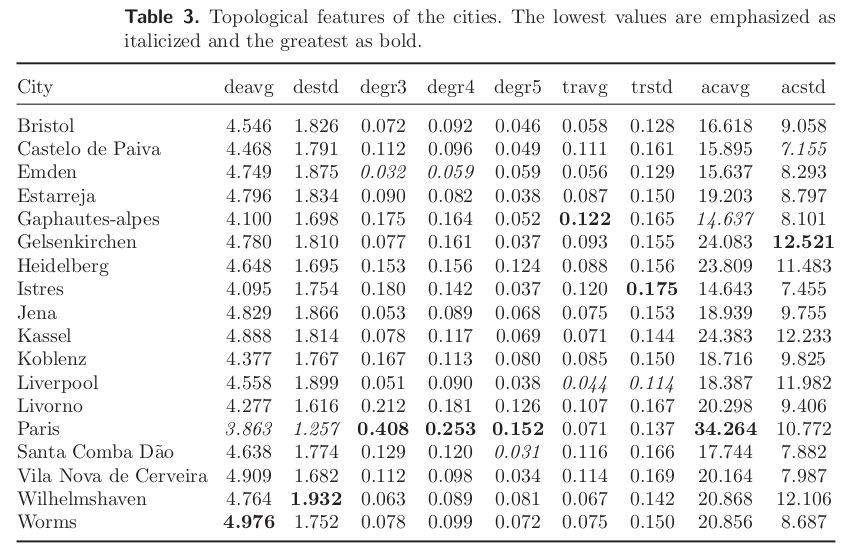 Table 3. Topological features of the cities. The lowest values are emphasized as
italicized and the greatest as bold.
City deavg destd degr3 degr4 degr5 travg trstd acavg acstd
Bristol 4.546 1.826 0.072 0.092 0.046 0.058 0.128 16.618 9.058
Castelo de Paiva 4.468 1.791 0.112 0.096 0.049 0.111 0.161 15.895 7.155
Emden 4.749 1.875 0.032 0.059 0.059 0.056 0.129 15.637 8.293
Estarreja 4.796 1.834 0.090 0.082 0.038 0.087 0.150 19.203 8.797
Gaphautes-alpes 4.100 1.698 0.175 0.164 0.052 0.122 0.165 14.637 8.101
Gelsenkirchen 4.780 1.810 0.077 0.161 0.037 0.093 0.155 24.083 12.521
Heidelberg 4.648 1.695 0.153 0.156 0.124 0.088 0.156 23.809 11.483
Istres 4.095 1.754 0.180 0.142 0.037 0.120 0.175 14.643 7.455
Jena 4.829 1.866 0.053 0.089 0.068 0.075 0.153 18.939 9.755
Kassel 4.888 1.814 0.078 0.117 0.069 0.071 0.144 24.383 12.233
Koblenz 4.377 1.767 0.167 0.113 0.080 0.085 0.150 18.716 9.825
Liverpool 4.558 1.899 0.051 0.090 0.038 0.044 0.114 18.387 11.982
Livorno 4.277 1.616 0.212 0.181 0.126 0.107 0.167 20.298 9.406
Paris 3.863 1.257 0.408 0.253 0.152 0.071 0.137 34.264 10.772
Santa Comba Dão 4.638 1.774 0.129 0.120 0.031 0.116 0.166 17.744 7.882
Vila Nova de Cerveira 4.909 1.682 0.112 0.098 0.034 0.114 0.169 20.164 7.987
Wilhelmshaven 4.764 1.932 0.063 0.089 0.081 0.067 0.142 20.868 12.106
Worms 4.976 1.752 0.078 0.099 0.072 0.075 0.150 20.856 8.687